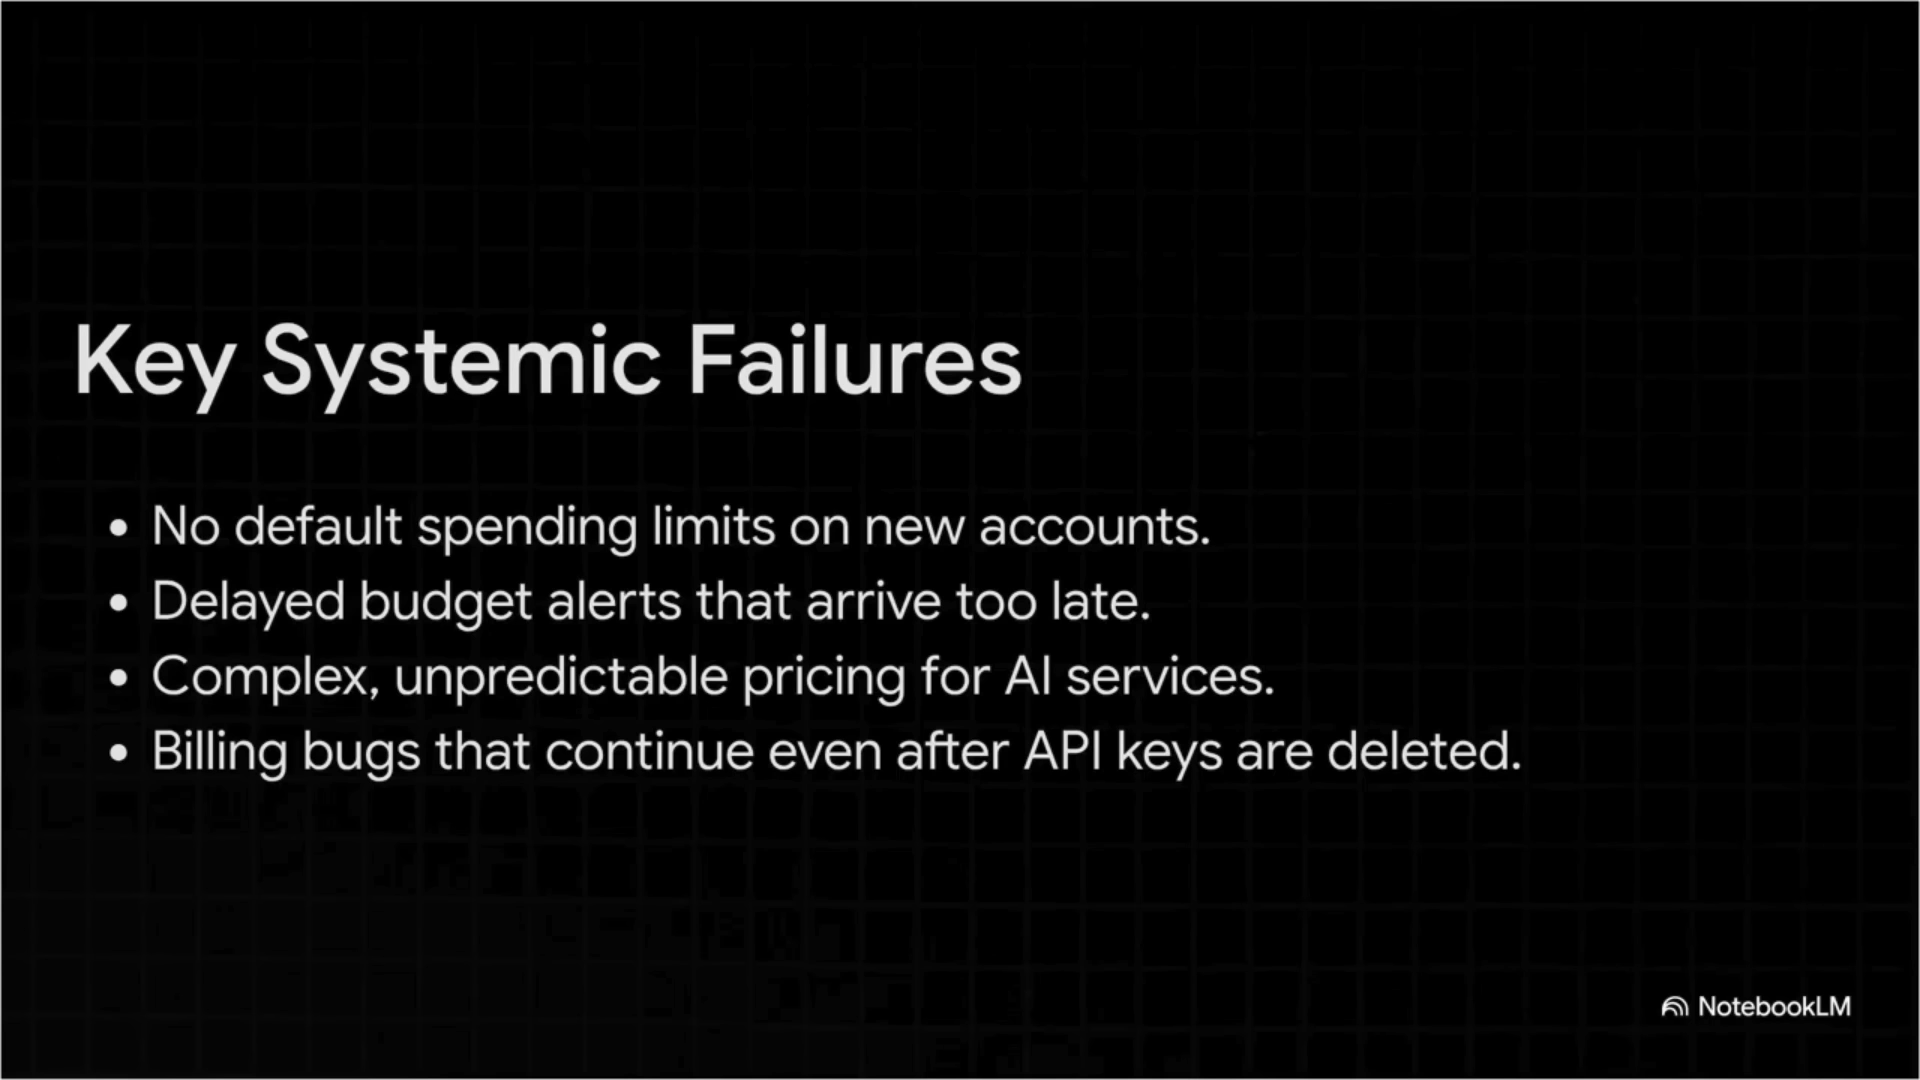 Key Systemic Failures
• No default spending limits on new accounts.
• Delayed budget alerts that arrive too late.
• Complex, unpredictable pricing for AI services.
• Billing bugs that continue even after API keys are deleted.
NotebookLM